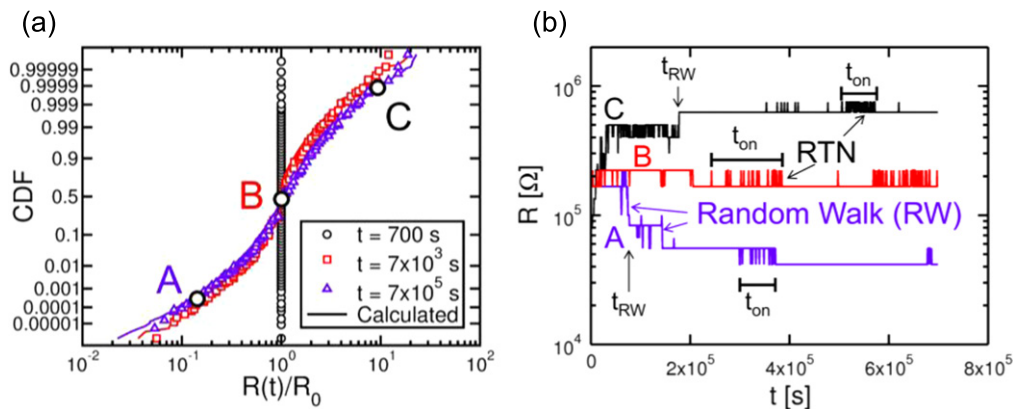 (a)
CDF
0.99999
0.9999
0.999
0.99
0.9
0.5
0.1
0.01
0.001
0.0001
0.00001
A
B
C
t = 700 s
t = 7x10³ s
t = 7x10⁵ s
Calculated
10⁻² 10⁻¹ 10⁰ 10¹ 10²
R(t)/R₀
(b)
R [Ω]
10⁶
10⁵
10⁴
t_RW
t_on
C
t_on
RTN
B
Random Walk (RW)
A
t_RW
t_on
0 2x10⁵ 4x10⁵ 6x10⁵ 8x10⁵
t [s]